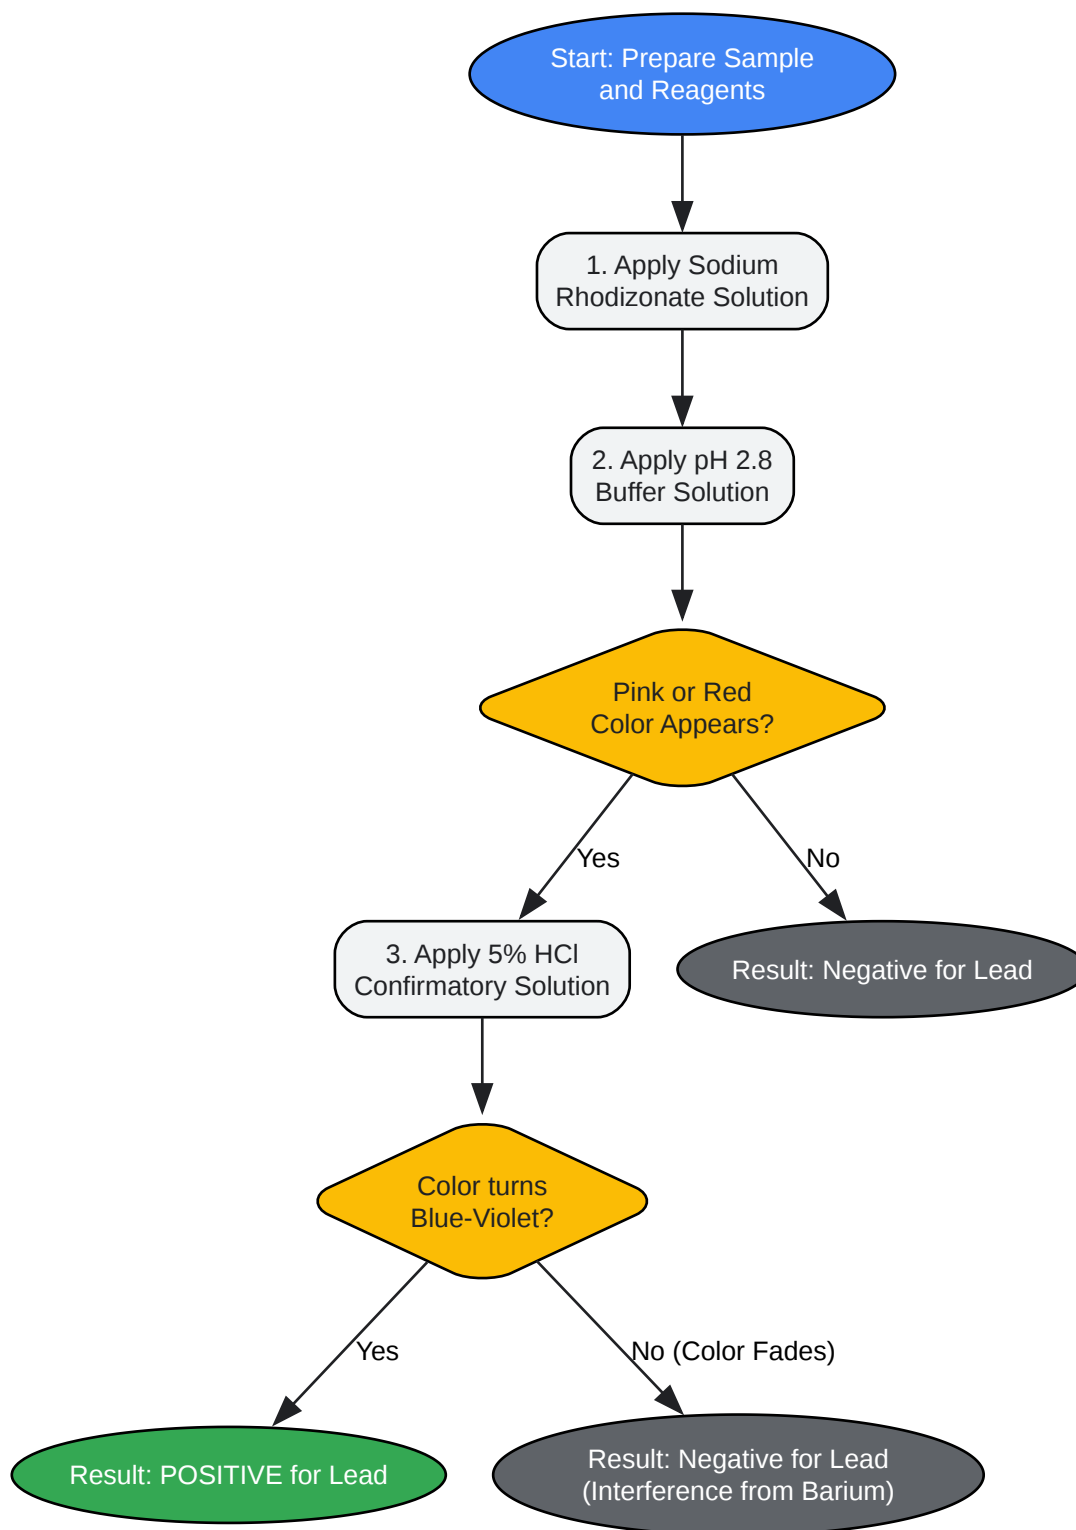 Start: Prepare Sample
and Reagents
1. Apply Sodium
Rhodizonate Solution
2. Apply pH 2.8
Buffer Solution
Pink or Red
Color Appears?
Yes
No
3. Apply 5% HCl
Confirmatory Solution
Result: Negative for Lead
Color turns
Blue-Violet?
Yes
No (Color Fades)
Result: POSITIVE for Lead
Result: Negative for Lead
(Interference from Barium)